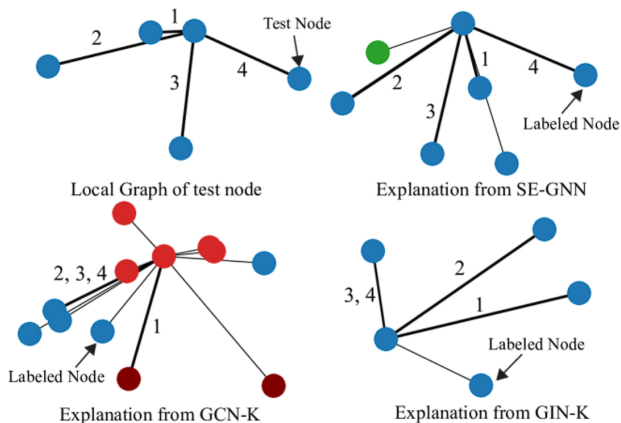 1
Test Node
2
3
4
Local Graph of test node
1
2
3
4
Labeled Node
Explanation from SE-GNN
2, 3, 4
1
Labeled Node
Explanation from GCN-K
2
3, 4
1
Labeled Node
Explanation from GIN-K